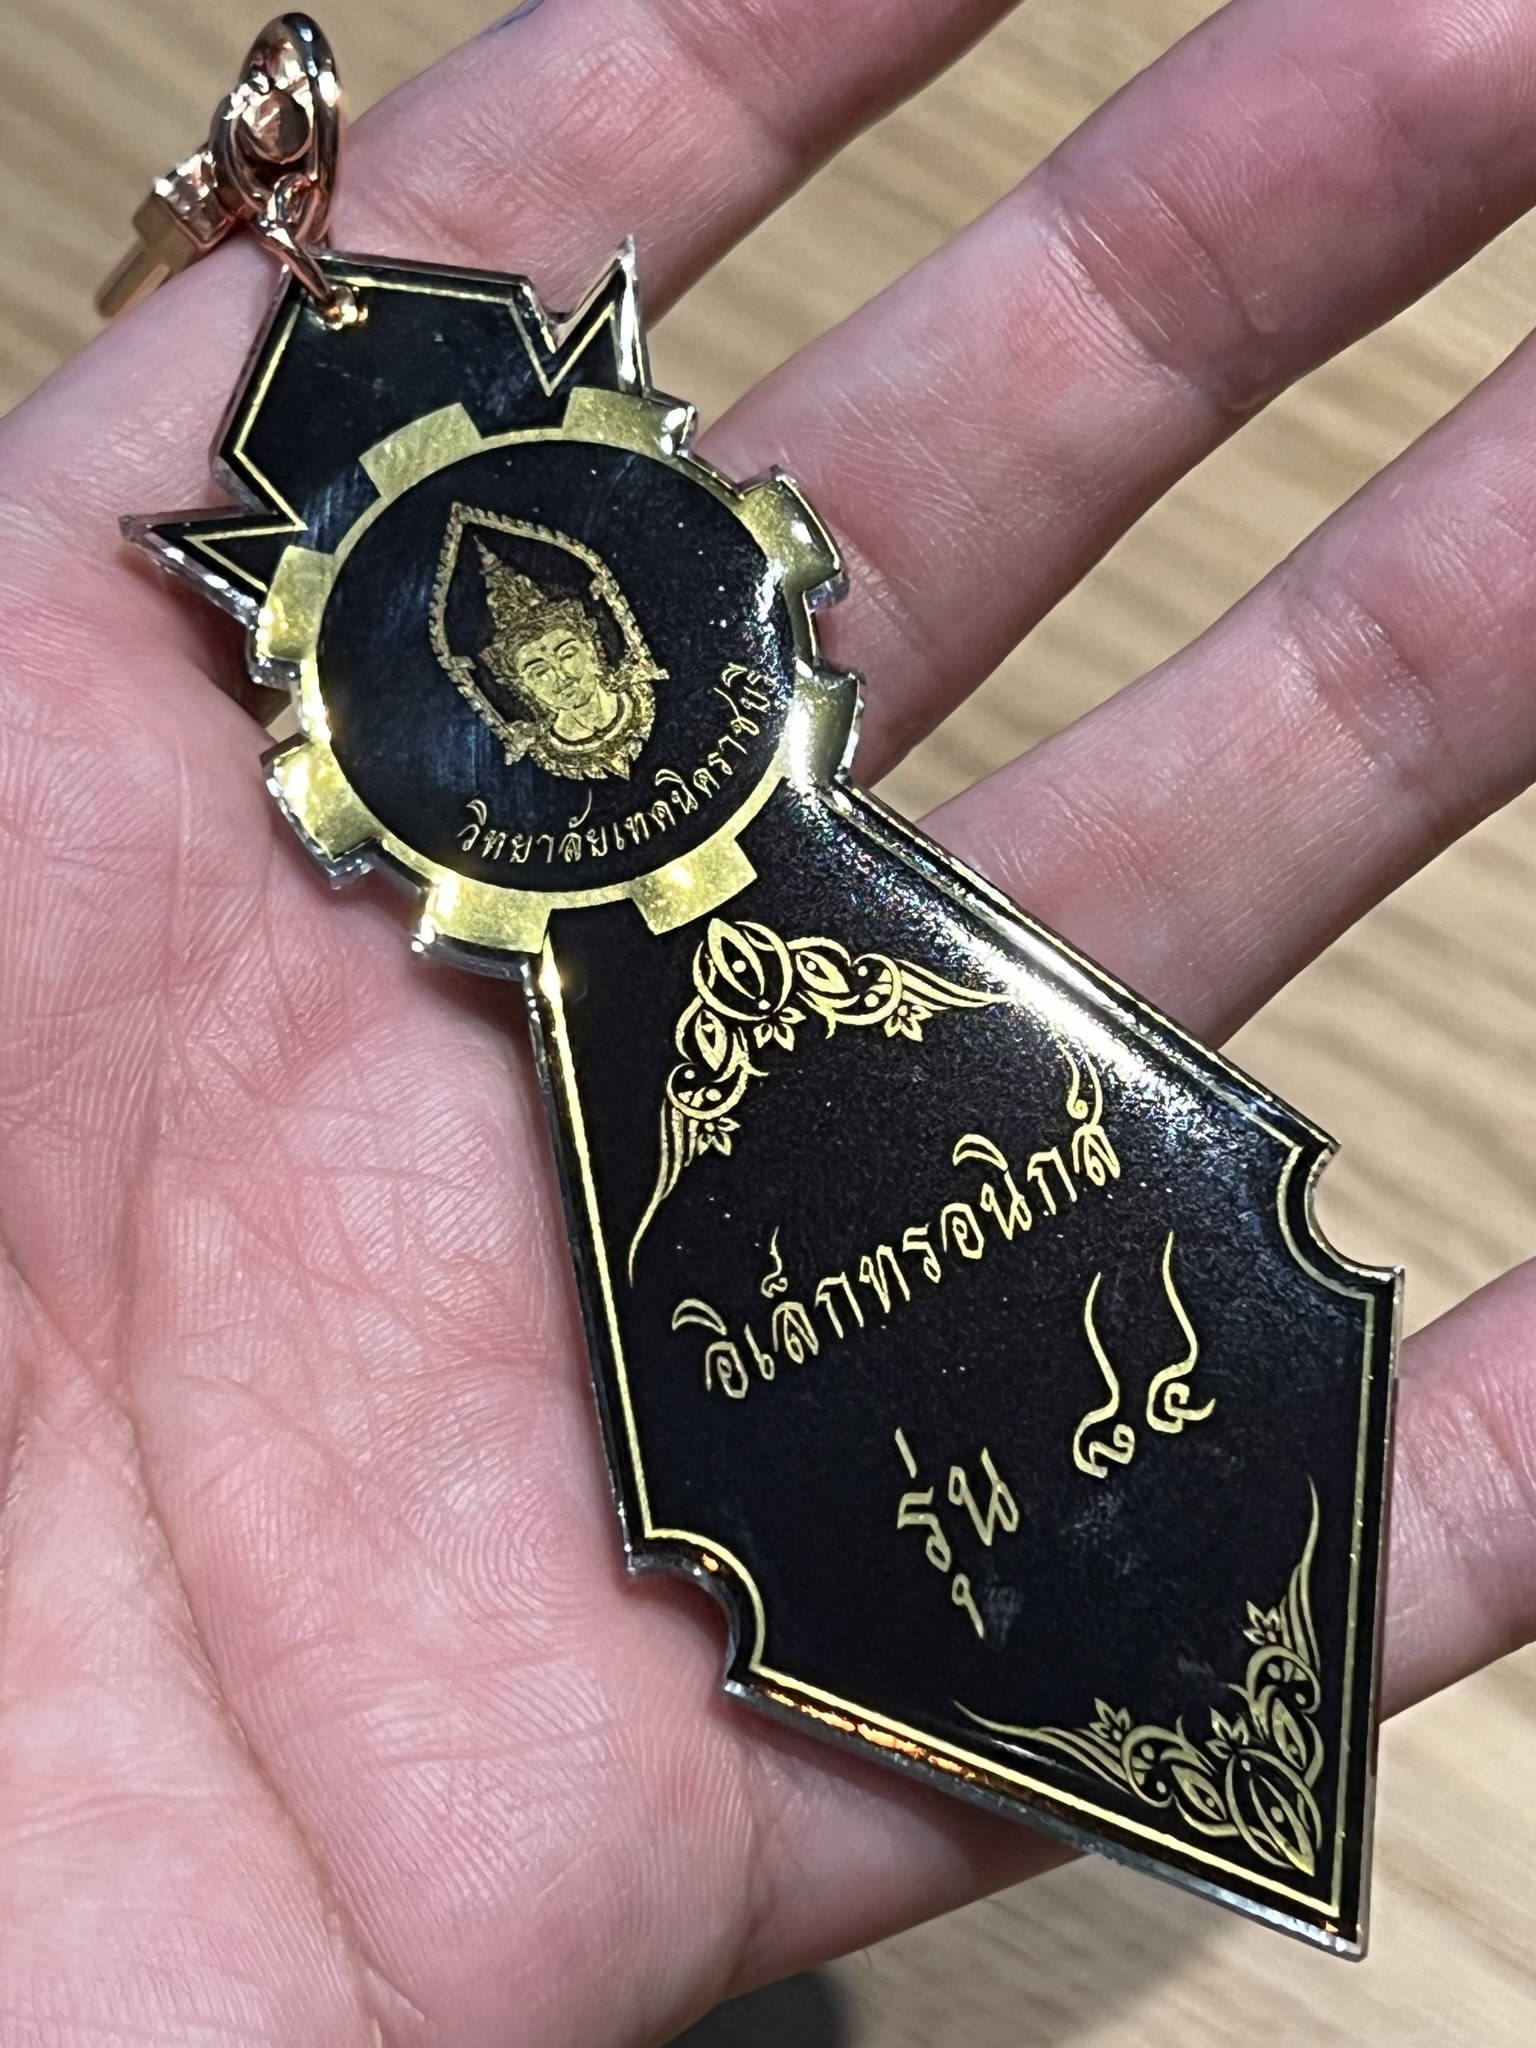 วิทยาลัยเทคนิคราชบุรี
อิเล็กทรอนิกส์
รุ่น ๘๔